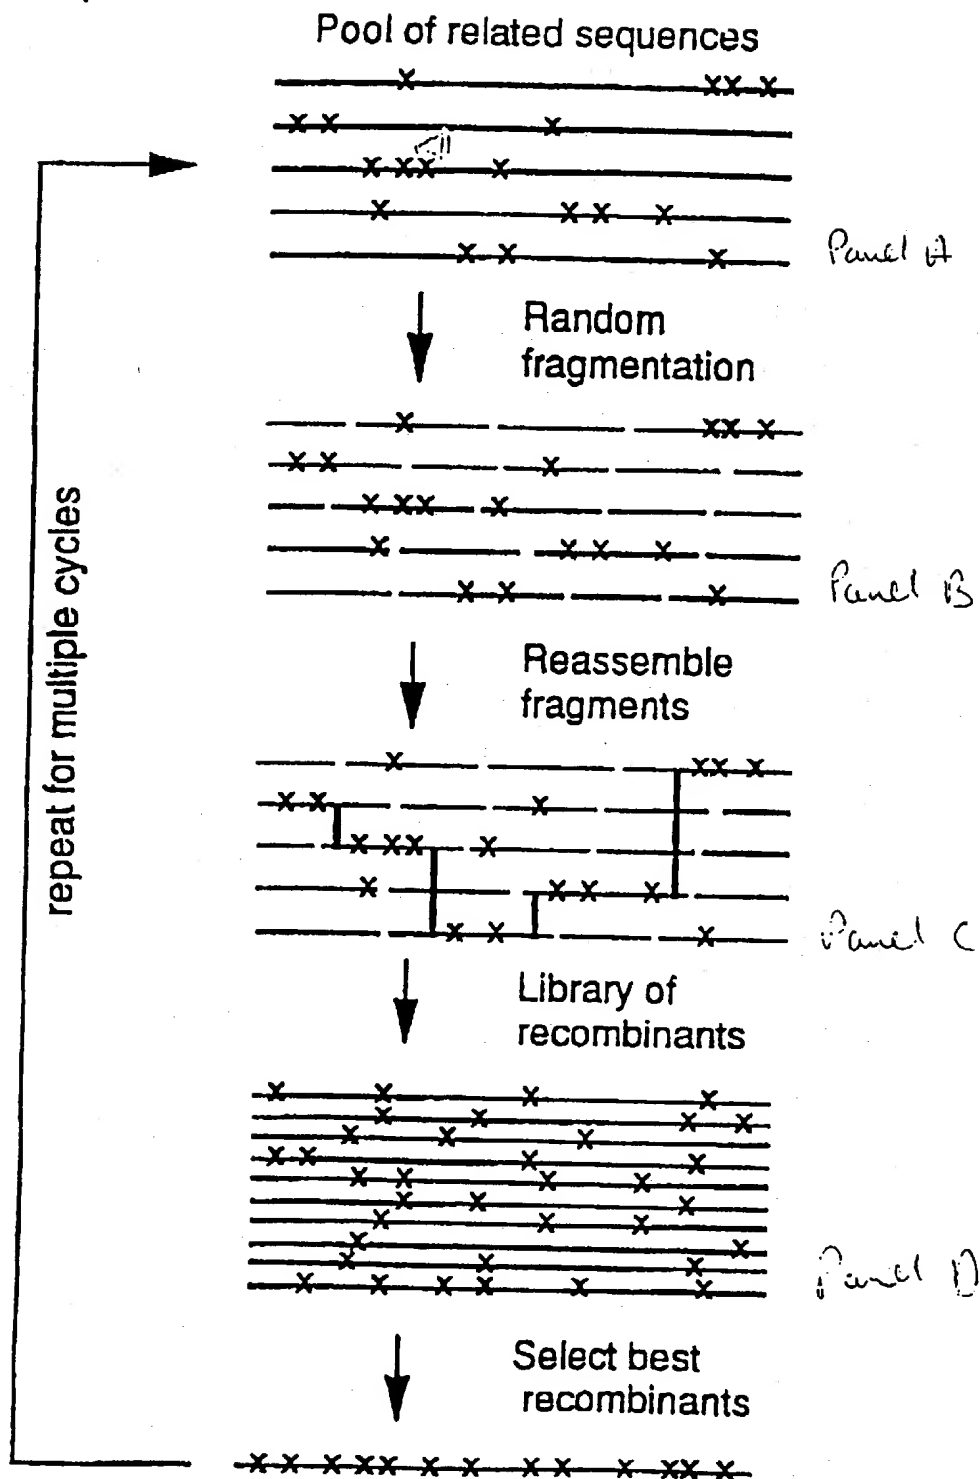 Pool of related sequences
Panel A
Random
fragmentation
Panel B
repeat for multiple cycles
Reassemble
fragments
Panel C
Library of
recombinants
Panel D
Select best
recombinants